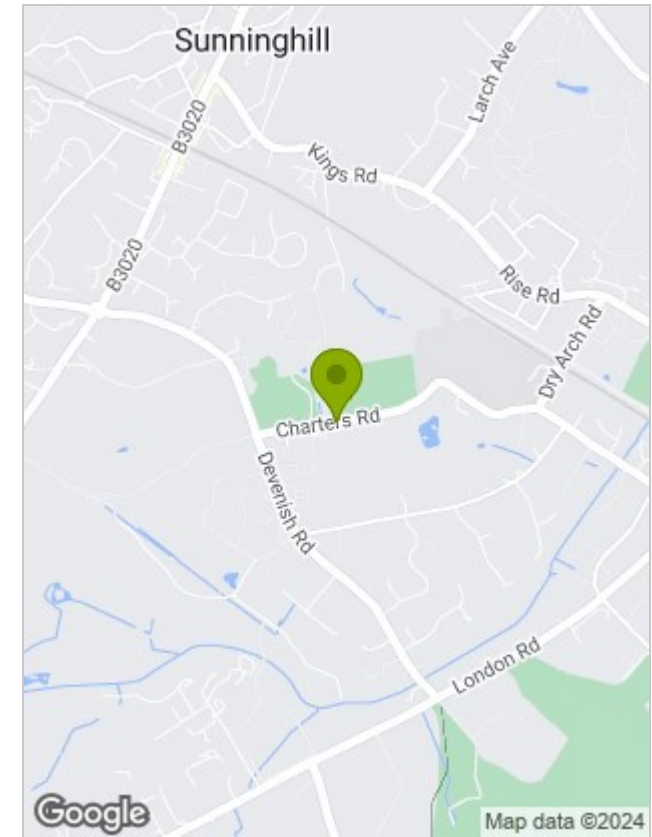 Sunninghill
Larch Ave
B3020
Kings Rd
B3020
Rise Rd
Dry Arch Rd
Charters Rd
Devenish Rd
London Rd
Google
Map data ©2024